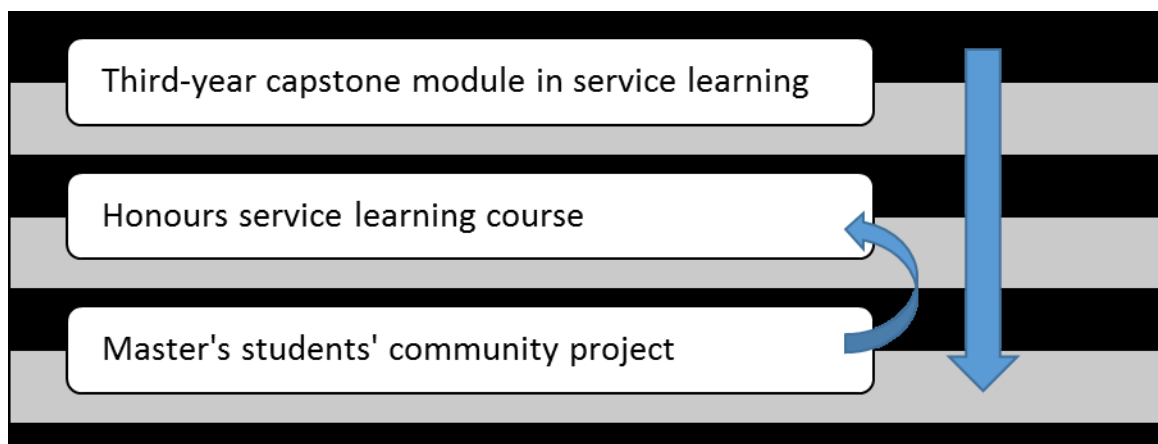 Third-year capstone module in service learning
Honours service learning course
Master's students' community project